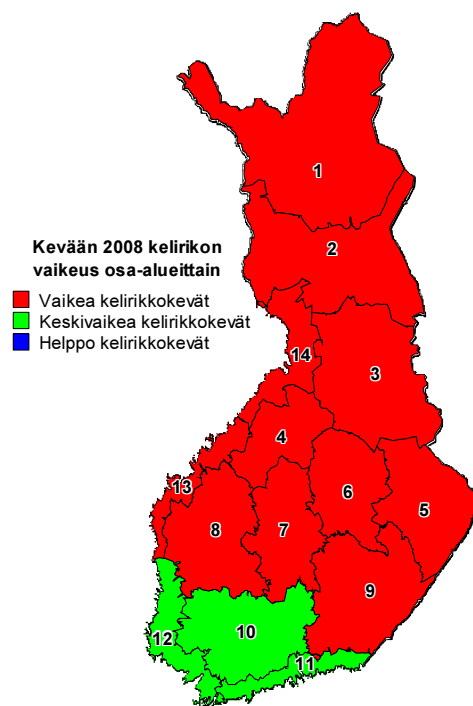 1
2
Kevään 2008 kelirikon
vaikeus osa-alueittain
Vaikea kelirikkokevät
Keskivaikea kelirikkokevät
Helppo kelirikkokevät
14
3
4
13
6
5
8
7
9
10
12
11